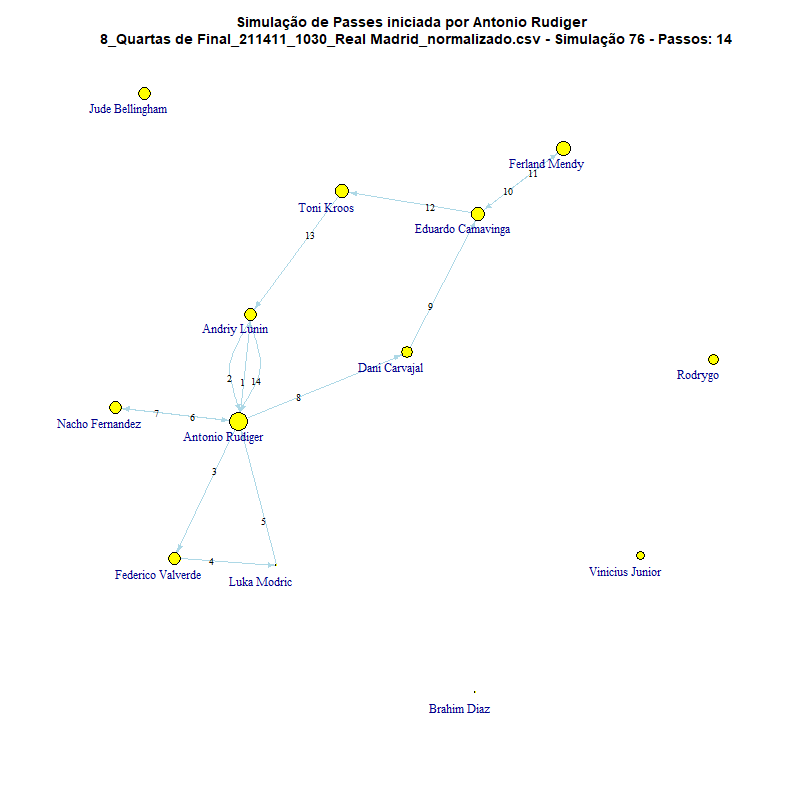 Simulação de Passes iniciada por Antonio Rudiger
8_Quartas de Final_211411_1030_Real Madrid_normalizado.csv - Simulação 76 - Passos: 14
Jude Bellingham
Ferland Mendy
11
10
Toni Kroos
12
Eduardo Camavinga
13
9
Andriy Lunin
Dani Carvajal
Rodrygo
2
1
14
8
7
6
Nacho Fernandez
Antonio Rudiger
3
5
4
Federico Valverde
Luka Modric
Vinicius Junior
Brahim Diaz